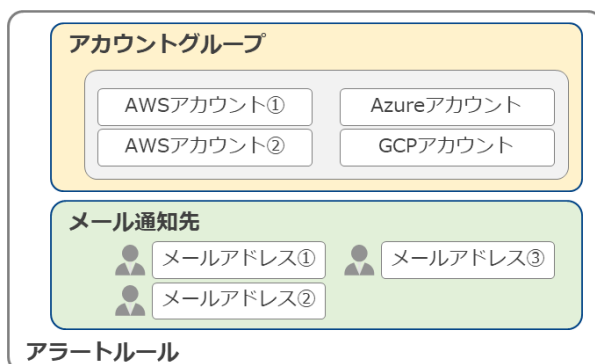 アカウントグループ
AWSアカウント① Azureアカウント
AWSアカウント② GCPアカウント
メール通知先
メールアドレス① メールアドレス③
メールアドレス②
アラートルール